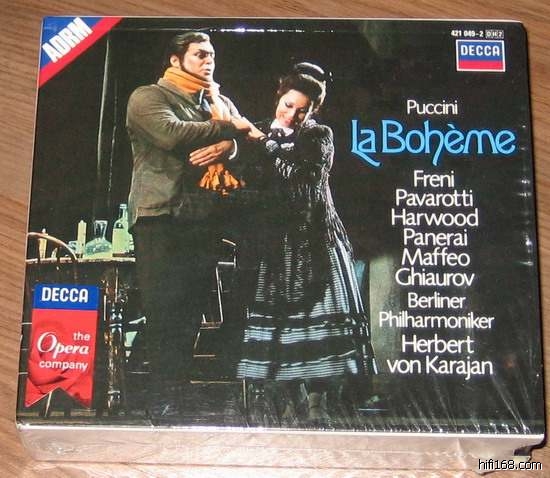 ADRM
421 049-2 DH2
DECCA
Puccini
La Bohème
Freni
Pavarotti
Harwood
Panerai
Maffeo
Ghiaurov
Berliner
Philharmoniker
Herbert
von Karajan
DECCA
the
Opera
company
hifi168.com